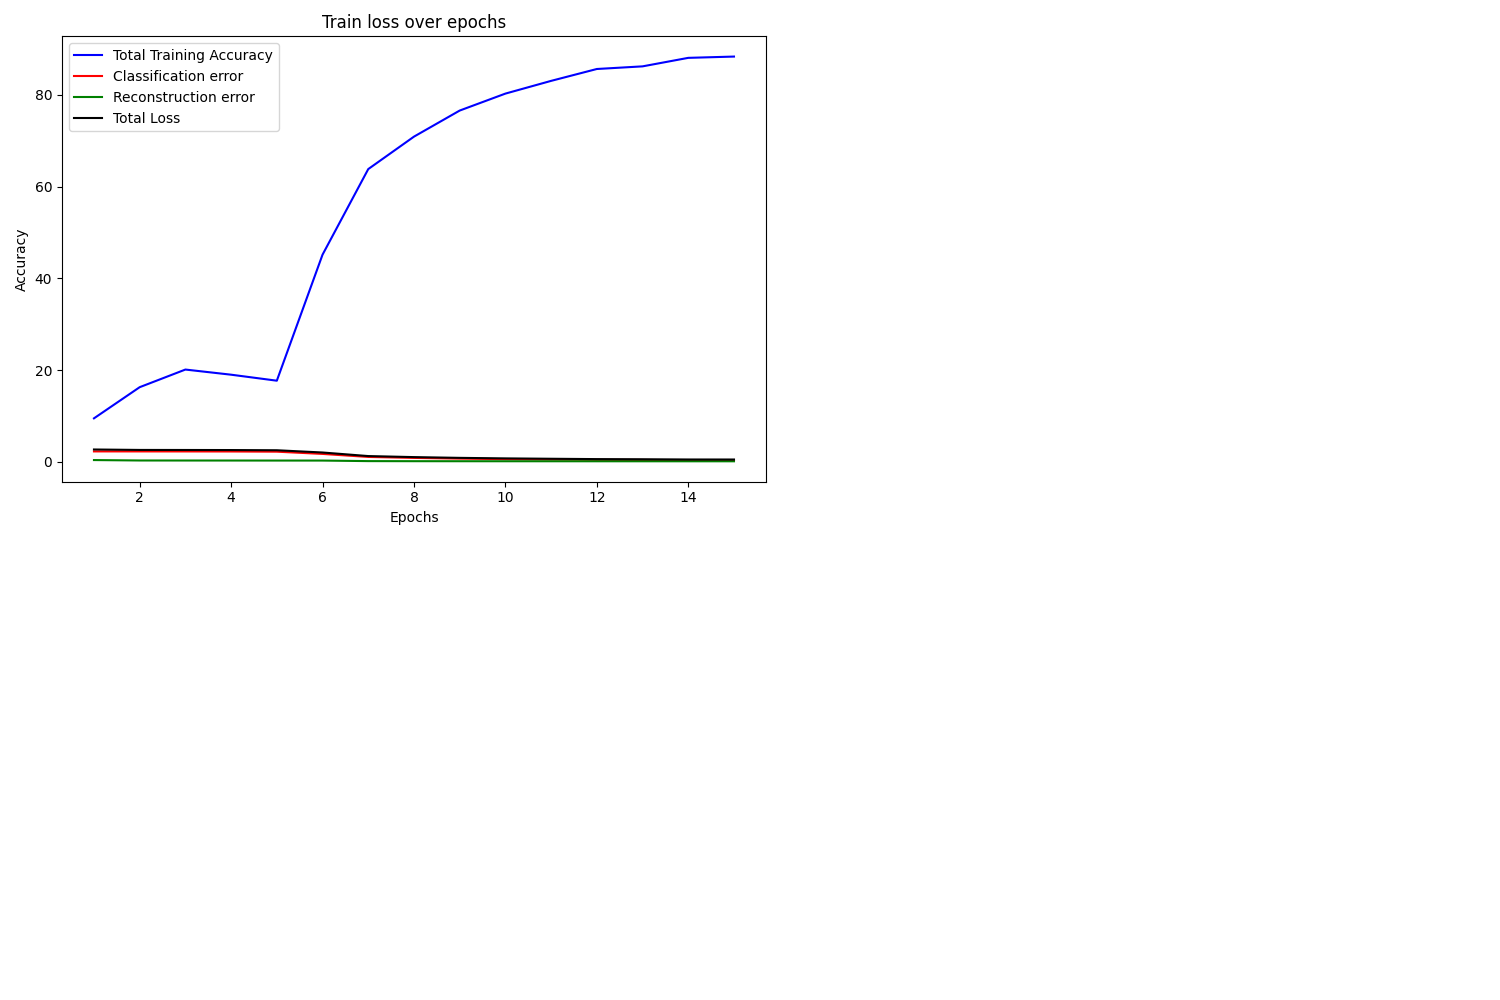 Train loss over epochs
Total Training Accuracy
Classification error
Reconstruction error
Total Loss
80
60
40
20
0
Accuracy
2 4 6 8 10 12 14
Epochs